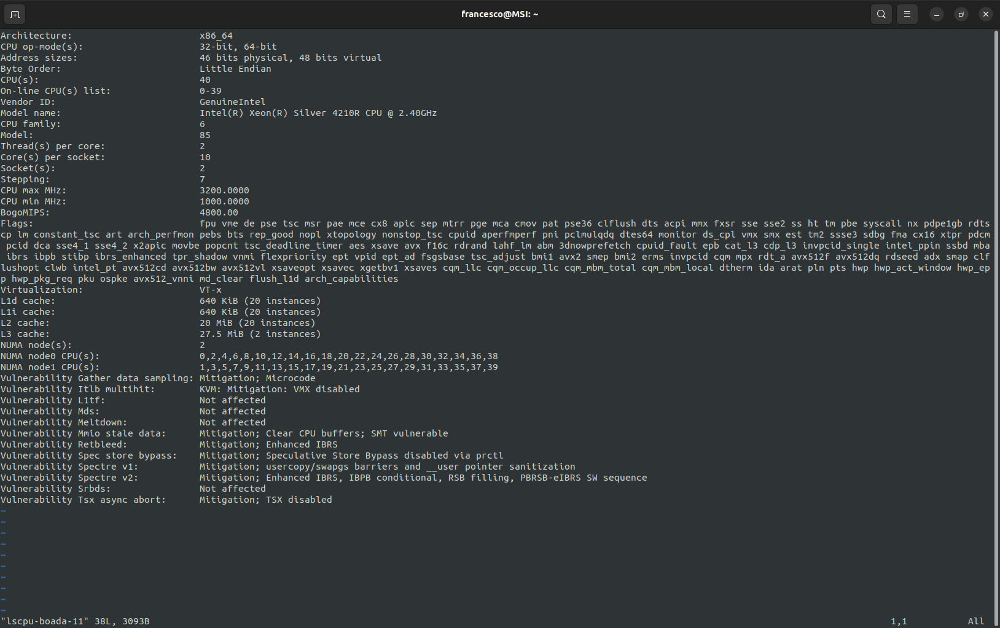 francesco@MSI: ~
Architecture: x86_64
CPU op-mode(s): 32-bit, 64-bit
Address sizes: 46 bits physical, 48 bits virtual
Byte Order: Little Endian
CPU(s): 40
On-line CPU(s) list: 0-39
Vendor ID: GenuineIntel
Model name: Intel(R) Xeon(R) Silver 4210R CPU @ 2.40GHz
CPU family: 6
Model: 85
Thread(s) per core: 2
Core(s) per socket: 10
Socket(s): 2
Stepping: 7
CPU max MHz: 3200.0000
CPU min MHz: 1000.0000
BogoMIPS: 4800.00
Flags: fpu vme de pse tsc msr pae mce cx8 apic sep mtrr pge mca cmov pat pse36 clflush dts acpi mmx fxsr sse sse2 ss ht tm pbe syscall nx pdpe1gb rdts
cp lm constant_tsc art arch_perfmon pebs bts rep_good nopl xtopology nonstop_tsc cpuid aperfmperf pni pclmulqdq dtes64 monitor ds_cpl vmx smx est tm2 ssse3 sdbg fma cx16 xtpr pdcm
pcid dca sse4_1 sse4_2 x2apic movbe popcnt tsc_deadline_timer aes xsave avx f16c rdrand lahf_lm abm 3dnowprefetch cpuid_fault epb cat_l3 cdp_l3 invpcid_single intel_ppin ssbd mba
ibrs ibpb stibp ibrs_enhanced tpr_shadow vnmi flexpriority ept vpid ept_ad fsgsbase tsc_adjust bmi1 avx2 smep bmi2 erms invpcid cqm mpx rdt_a avx512f avx512dq rdseed adx smap clf
lushopt clwb intel_pt avx512cd avx512bw avx512vl xsaveopt xsavec xgetbv1 xsaves cqm_llc cqm_occup_llc cqm_mbm_total cqm_mbm_local dtherm ida arat pln pts hwp hwp_act_window hwp_ep
p hwp_pkg_req pku ospke avx512_vnni md_clear flush_l1d arch_capabilities
Virtualization: VT-x
L1d cache: 640 KiB (20 instances)
L1i cache: 640 KiB (20 instances)
L2 cache: 20 MiB (20 instances)
L3 cache: 27.5 MiB (2 instances)
NUMA node(s): 2
NUMA node0 CPU(s): 0,2,4,6,8,10,12,14,16,18,20,22,24,26,28,30,32,34,36,38
NUMA node1 CPU(s): 1,3,5,7,9,11,13,15,17,19,21,23,25,27,29,31,33,35,37,39
Vulnerability Gather data sampling: Mitigation; Microcode
Vulnerability Itlb multihit: KVM: Mitigation: VMX disabled
Vulnerability L1tf: Not affected
Vulnerability Mds: Not affected
Vulnerability Meltdown: Not affected
Vulnerability Mmio stale data: Mitigation; Clear CPU buffers; SMT vulnerable
Vulnerability Retbleed: Mitigation; Enhanced IBRS
Vulnerability Spec store bypass: Mitigation; Speculative Store Bypass disabled via prctl
Vulnerability Spectre v1: Mitigation; usercopy/swapgs barriers and __user pointer sanitization
Vulnerability Spectre v2: Mitigation; Enhanced IBRS, IBPB conditional, RSB filling, PBRSB-eIBRS SW sequence
Vulnerability Srbds: Not affected
Vulnerability Tsx async abort: Mitigation; TSX disabled
~
~
~
~
~
~
~
~
~
~
"lscpu-boada-11" 38L, 3093B 1,1 All